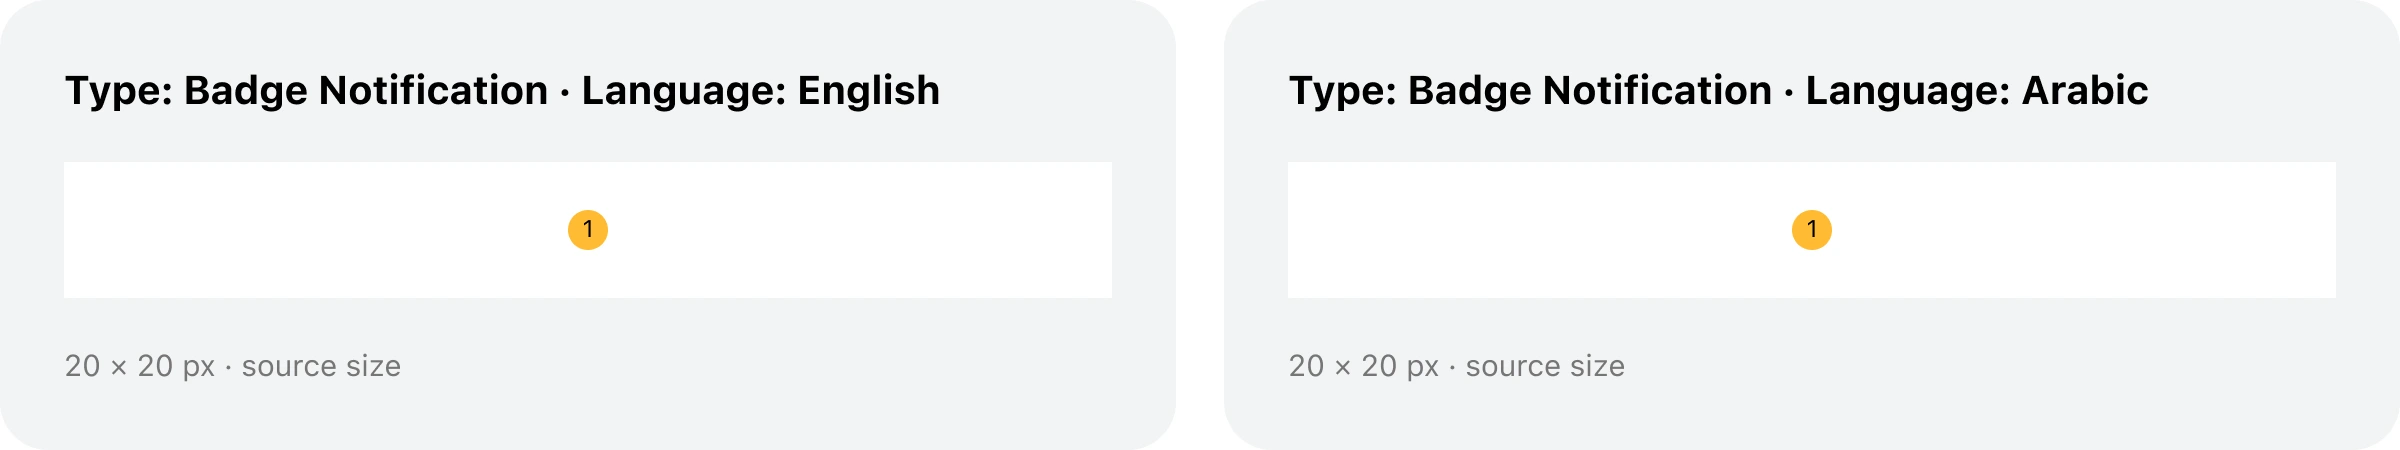 Type: Badge Notification · Language: English
1
20 × 20 px · source size
Type: Badge Notification · Language: Arabic
1
20 × 20 px · source size